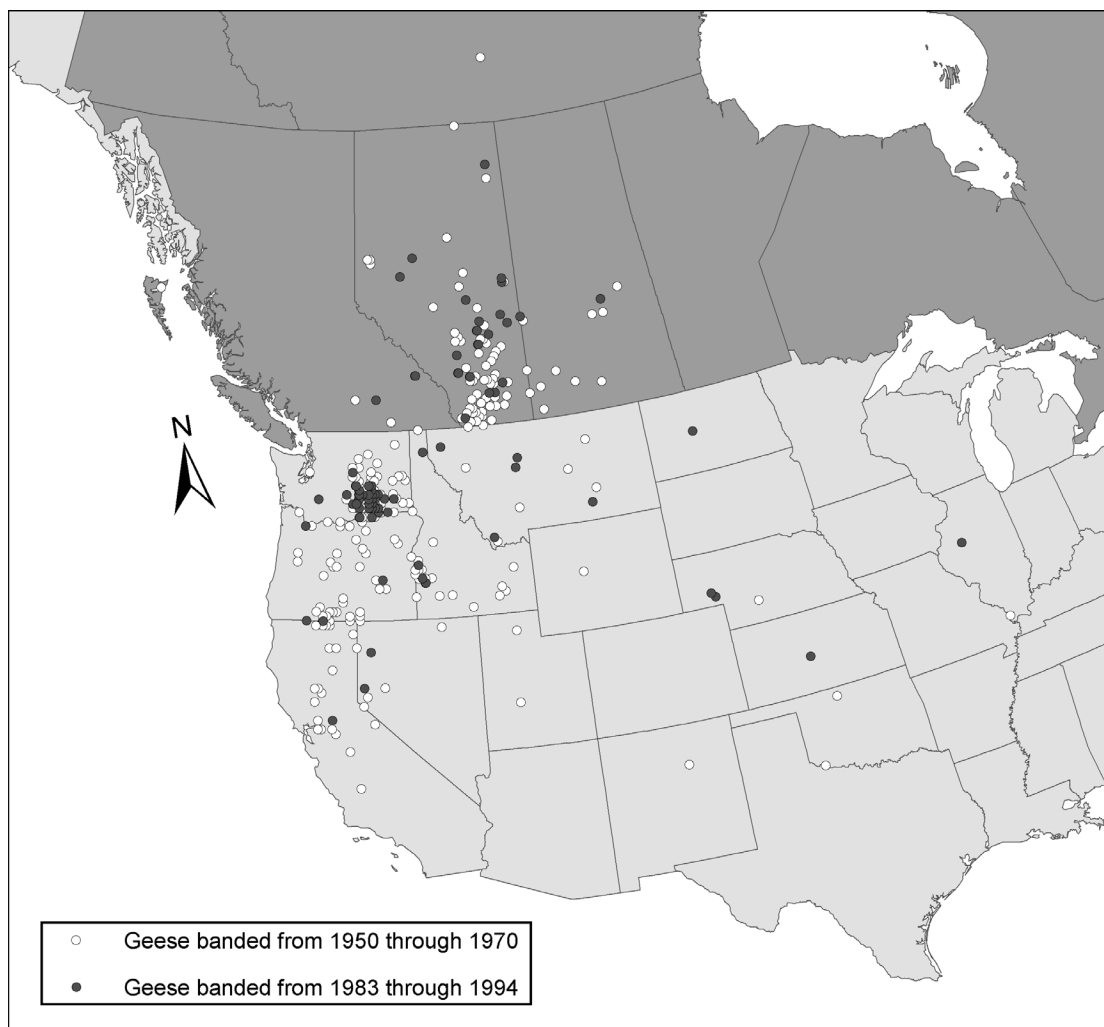 N
Geese banded from 1950 through 1970
Geese banded from 1983 through 1994